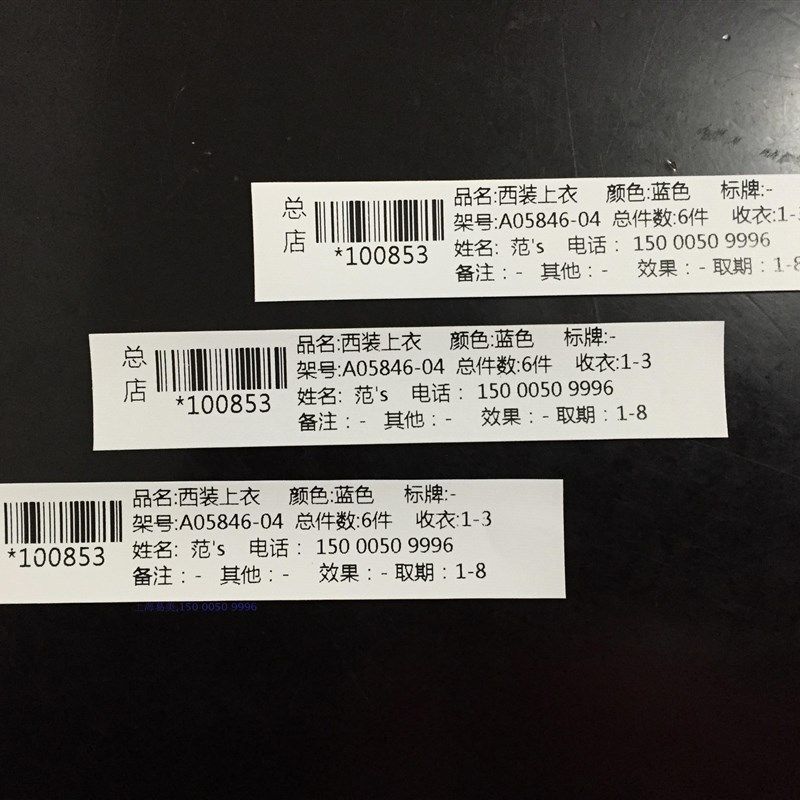 总店
*100853
品名:西装上衣 颜色:蓝色 标牌:-
架号:A05846-04 总件数:6件 收衣:1-3
姓名: 范's 电话： 150 0050 9996
备注：- 其他：- 效果：- 取期：1-8
总店
*100853
品名:西装上衣 颜色:蓝色 标牌:-
架号:A05846-04 总件数:6件 收衣:1-3
姓名: 范's 电话： 150 0050 9996
备注：- 其他：- 效果：- 取期：1-8
*100853
品名:西装上衣 颜色:蓝色 标牌:-
架号:A05846-04 总件数:6件 收衣:1-3
姓名: 范's 电话： 150 0050 9996
备注：- 其他：- 效果：- 取期：1-8
150 0050 9996